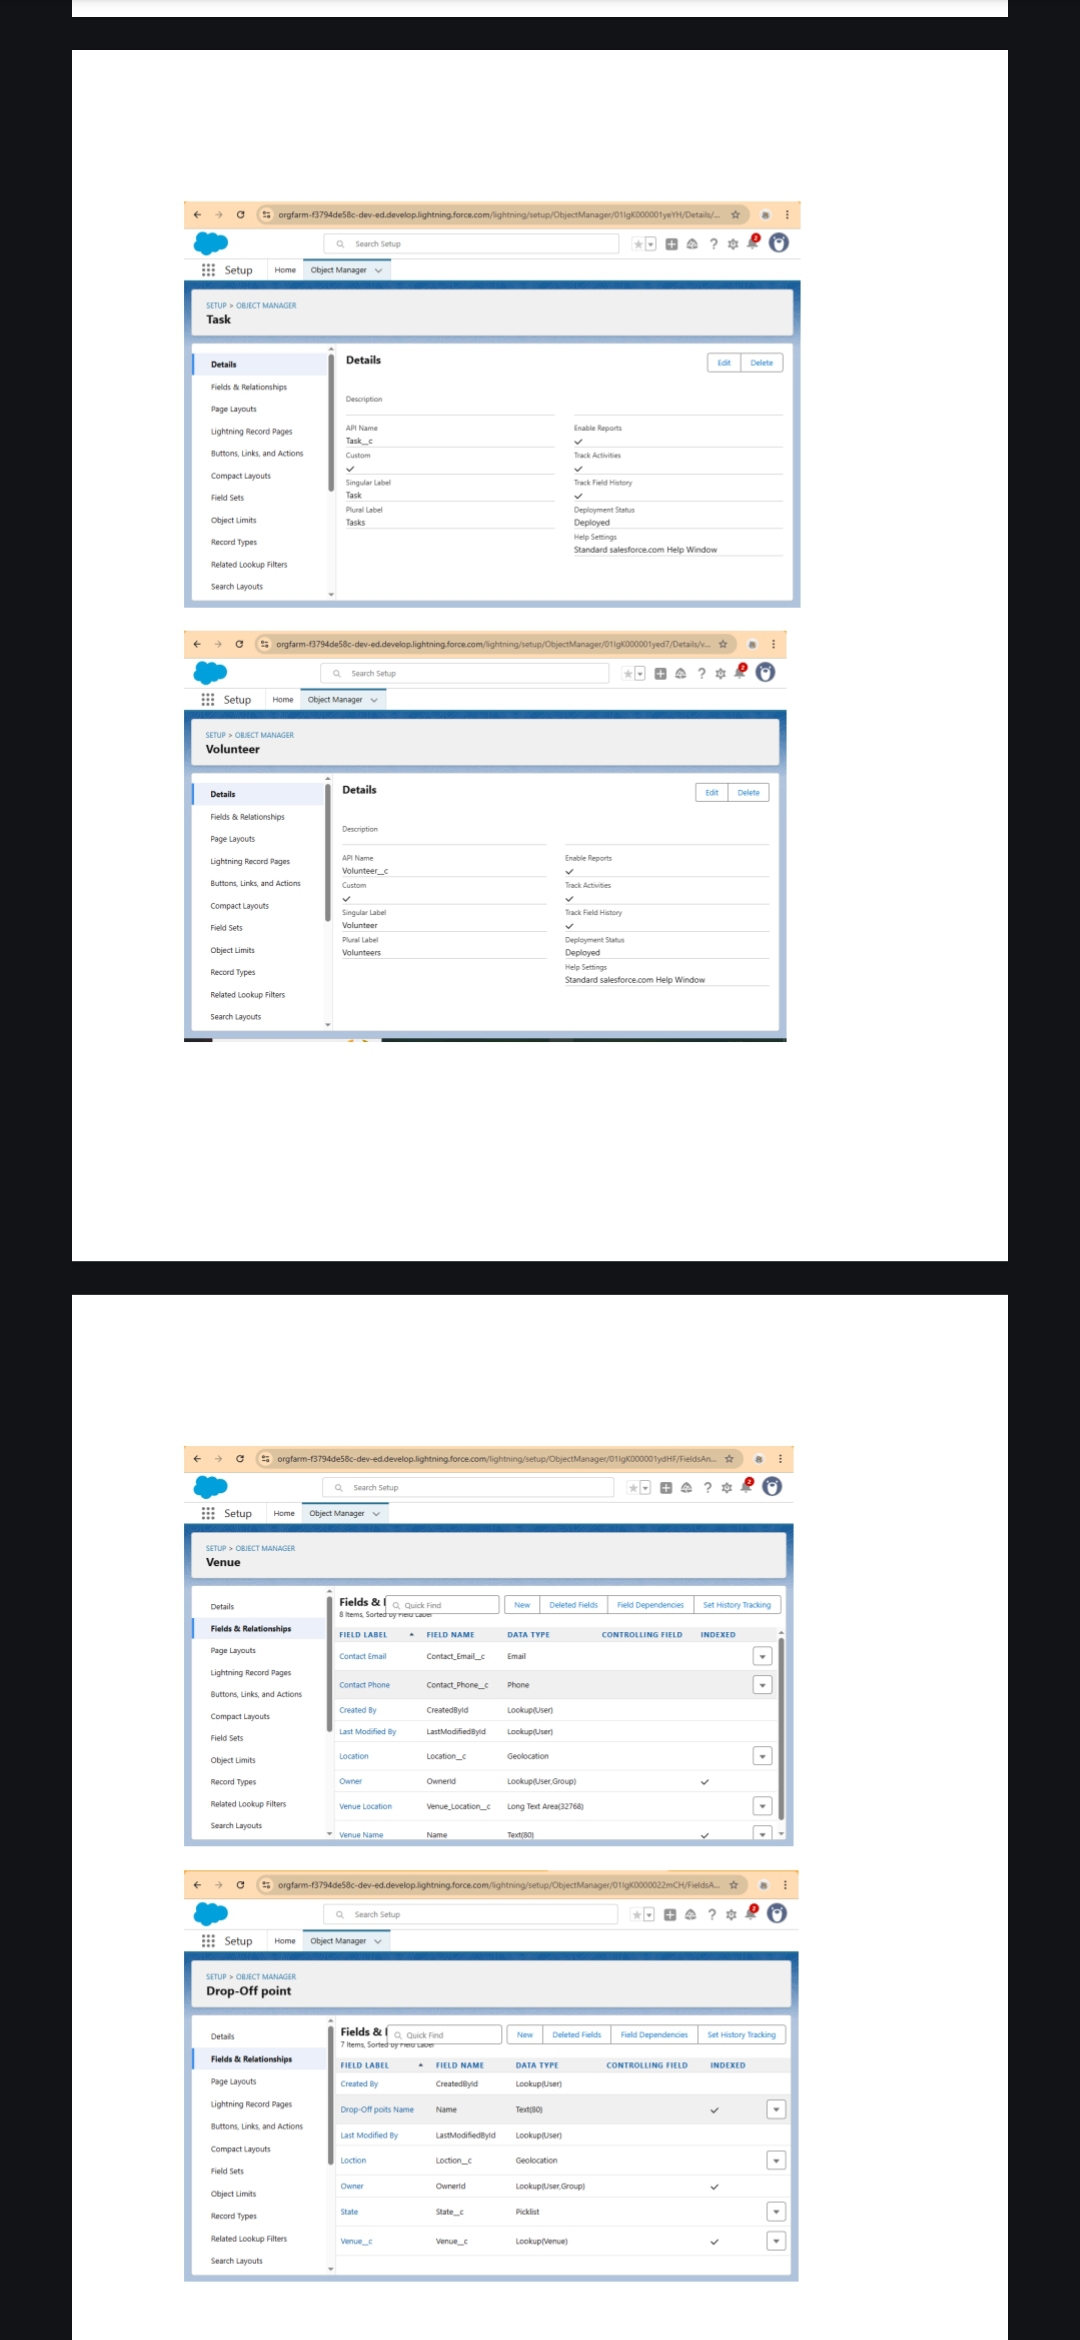 orgfarm-f3794de58c-dev-ed.develop.lightning.force.com/lightning/setup/ObjectManager/01IgK000001yeYH/Details/...
Search Setup
2
Setup Home Object Manager
SETUP > OBJECT MANAGER
Task
Details
Fields & Relationships
Page Layouts
Lightning Record Pages
Buttons, Links, and Actions
Compact Layouts
Field Sets
Object Limits
Record Types
Related Lookup Filters
Search Layouts
Details
Edit Delete
Description
API Name
Task__c
Custom
Singular Label
Task
Plural Label
Tasks
Enable Reports
Track Activities
Track Field History
Deployment Status
Deployed
Help Settings
Standard salesforce.com Help Window
orgfarm-f3794de58c-dev-ed.develop.lightning.force.com/lightning/setup/ObjectManager/01IgK000001yed7/Details/v...
Search Setup
2
Setup Home Object Manager
SETUP > OBJECT MANAGER
Volunteer
Details
Fields & Relationships
Page Layouts
Lightning Record Pages
Buttons, Links, and Actions
Compact Layouts
Field Sets
Object Limits
Record Types
Related Lookup Filters
Search Layouts
Details
Edit Delete
Description
API Name
Volunteer__c
Custom
Singular Label
Volunteer
Plural Label
Volunteers
Enable Reports
Track Activities
Track Field History
Deployment Status
Deployed
Help Settings
Standard salesforce.com Help Window
orgfarm-f3794de58c-dev-ed.develop.lightning.force.com/lightning/setup/ObjectManager/01IgK000001ydHF/FieldsAn...
Search Setup
2
Setup Home Object Manager
SETUP > OBJECT MANAGER
Venue
Details
Fields & Relationships
Page Layouts
Lightning Record Pages
Buttons, Links, and Actions
Compact Layouts
Field Sets
Object Limits
Record Types
Related Lookup Filters
Search Layouts
Fields & Quick Find New Deleted Fields Field Dependencies Set History Tracking
8 Items, Sorted by Field Label
FIELD LABEL FIELD NAME DATA TYPE CONTROLLING FIELD INDEXED
Contact Email Contact_Email__c Email
Contact Phone Contact_Phone__c Phone
Created By CreatedById Lookup(User)
Last Modified By LastModifiedById Lookup(User)
Location Location__c Geolocation
Owner OwnerId Lookup(User,Group)
Venue Location Venue_Location__c Long Text Area(32768)
Venue Name Name Text(80)
orgfarm-f3794de58c-dev-ed.develop.lightning.force.com/lightning/setup/ObjectManager/01IgK0000022mCH/FieldsA...
Search Setup
2
Setup Home Object Manager
SETUP > OBJECT MANAGER
Drop-Off point
Details
Fields & Relationships
Page Layouts
Lightning Record Pages
Buttons, Links, and Actions
Compact Layouts
Field Sets
Object Limits
Record Types
Related Lookup Filters
Search Layouts
Fields & Quick Find New Deleted Fields Field Dependencies Set History Tracking
7 Items, Sorted by Field Label
FIELD LABEL FIELD NAME DATA TYPE CONTROLLING FIELD INDEXED
Created By CreatedById Lookup(User)
Drop-Off poits Name Name Text(80)
Last Modified By LastModifiedById Lookup(User)
Loction Loction__c Geolocation
Owner OwnerId Lookup(User,Group)
State State__c Picklist
Venue__c Venue__c Lookup(Venue)